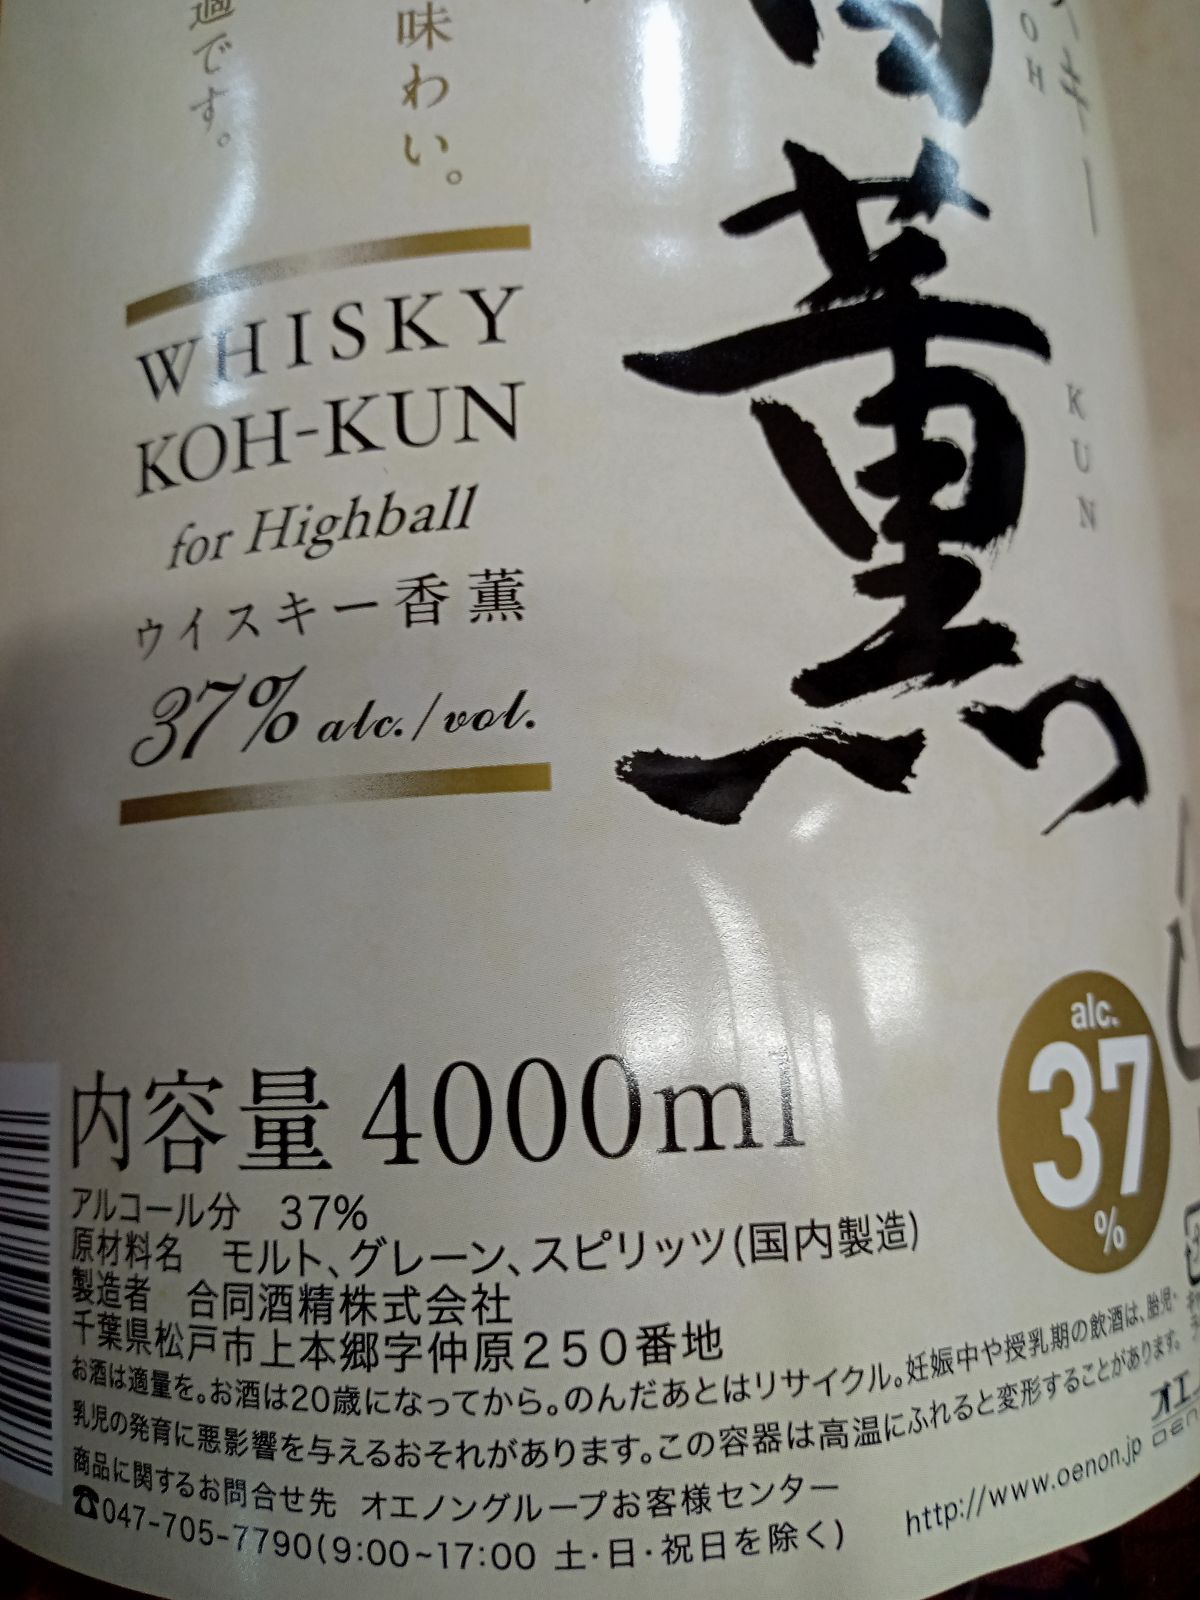 適です。
味わい。
WHISKY
KOH-KUN
for Highball
ウイスキー香薫
37% alc./vol.
薫
キー
OH
KUN
alc.
37
%
内容量 4000ml
アルコール分 37%
原材料名 モルト、グレーン、スピリッツ(国内製造)
製造者 合同酒精株式会社
千葉県松戸市上本郷字仲原250番地
お酒は適量を。お酒は20歳になってから。のんだあとはリサイクル。妊娠中や授乳期の飲酒は、胎児・
乳児の発育に悪影響を与えるおそれがあります。この容器は高温にふれると変形することがあります。
商品に関するお問合せ先 オエノングループお客様センター
☎047-705-7790(9:00~17:00 土・日・祝日を除く)
http://www.oenon.jp
オエ